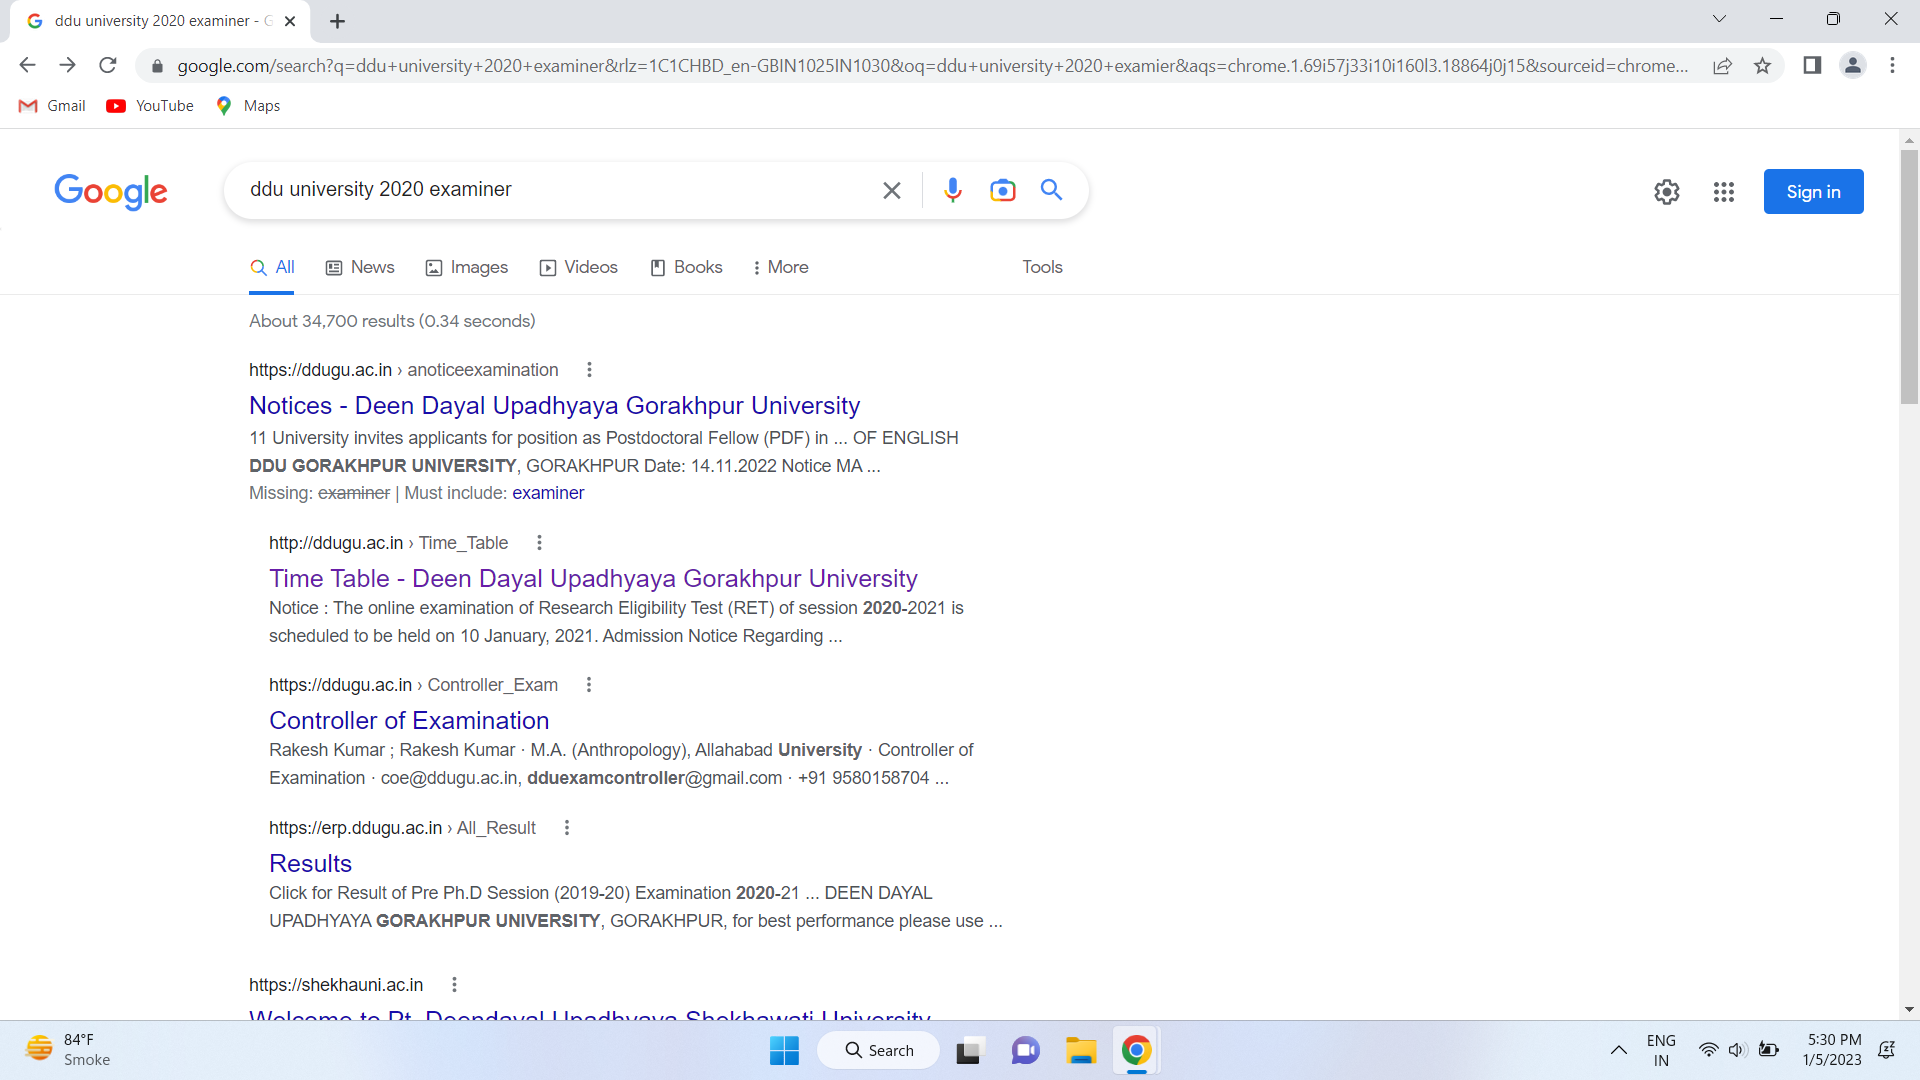 ddu university 2020 examiner - G
google.com/search?q=ddu+university+2020+examiner&rlz=1C1CHBD_en-GBIN1025IN1030&oq=ddu+university+2020+examier&aqs=chrome.1.69i57j33i10i160l3.18864j0j15&sourceid=chrome...
Gmail YouTube Maps
Google ddu university 2020 examiner Sign in
All News Images Videos Books More Tools
About 34,700 results (0.34 seconds)
https://ddugu.ac.in › anoticeexamination
Notices - Deen Dayal Upadhyaya Gorakhpur University
11 University invites applicants for position as Postdoctoral Fellow (PDF) in ... OF ENGLISH
DDU GORAKHPUR UNIVERSITY, GORAKHPUR Date: 14.11.2022 Notice MA ...
Missing: examiner | Must include: examiner
http://ddugu.ac.in › Time_Table
Time Table - Deen Dayal Upadhyaya Gorakhpur University
Notice : The online examination of Research Eligibility Test (RET) of session 2020-2021 is
scheduled to be held on 10 January, 2021. Admission Notice Regarding ...
https://ddugu.ac.in › Controller_Exam
Controller of Examination
Rakesh Kumar ; Rakesh Kumar · M.A. (Anthropology), Allahabad University · Controller of
Examination · coe@ddugu.ac.in, dduexamcontroller@gmail.com · +91 9580158704 ...
https://erp.ddugu.ac.in › All_Result
Results
Click for Result of Pre Ph.D Session (2019-20) Examination 2020-21 ... DEEN DAYAL
UPADHYAYA GORAKHPUR UNIVERSITY, GORAKHPUR, for best performance please use ...
https://shekhauni.ac.in
Welcome to Pt. Deendayal Upadhyaya Shekhawati University
84°F
Smoke
Search
ENG
IN
5:30 PM
1/5/2023